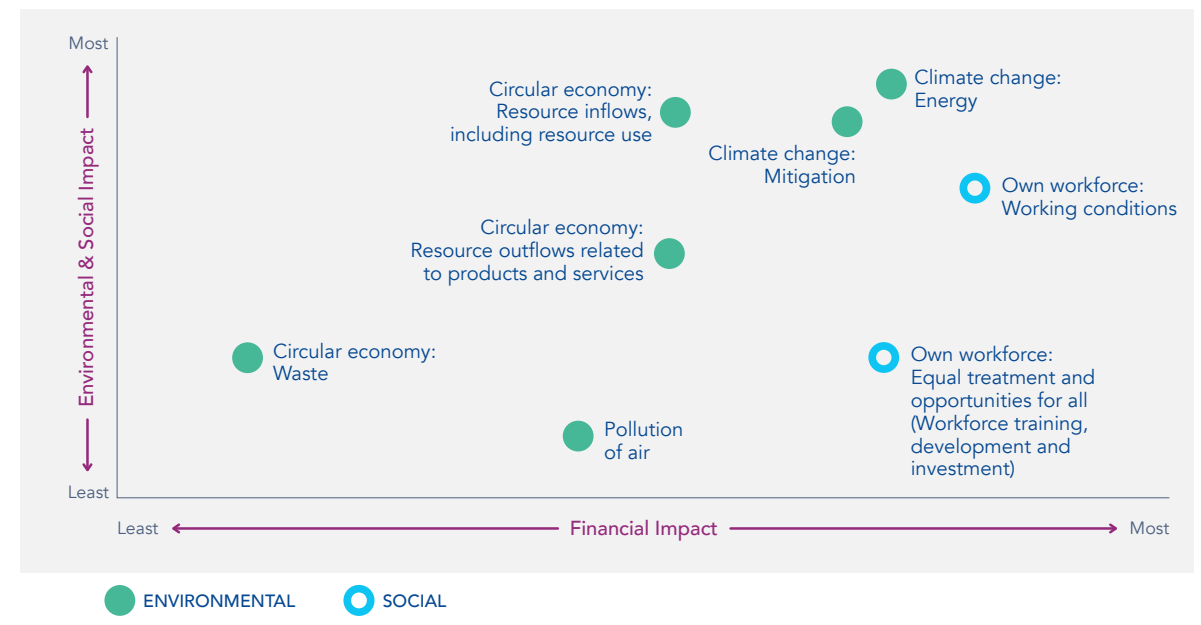 Most
Environmental & Social Impact
Least
Circular economy:
Resource inflows,
including resource use
Climate change:
Energy
Climate change:
Mitigation
Own workforce:
Working conditions
Circular economy:
Resource outflows related
to products and services
Circular economy:
Waste
Own workforce:
Equal treatment and
opportunities for all
(Workforce training,
development and
investment)
Pollution
of air
Least
Financial Impact
Most
ENVIRONMENTAL
SOCIAL